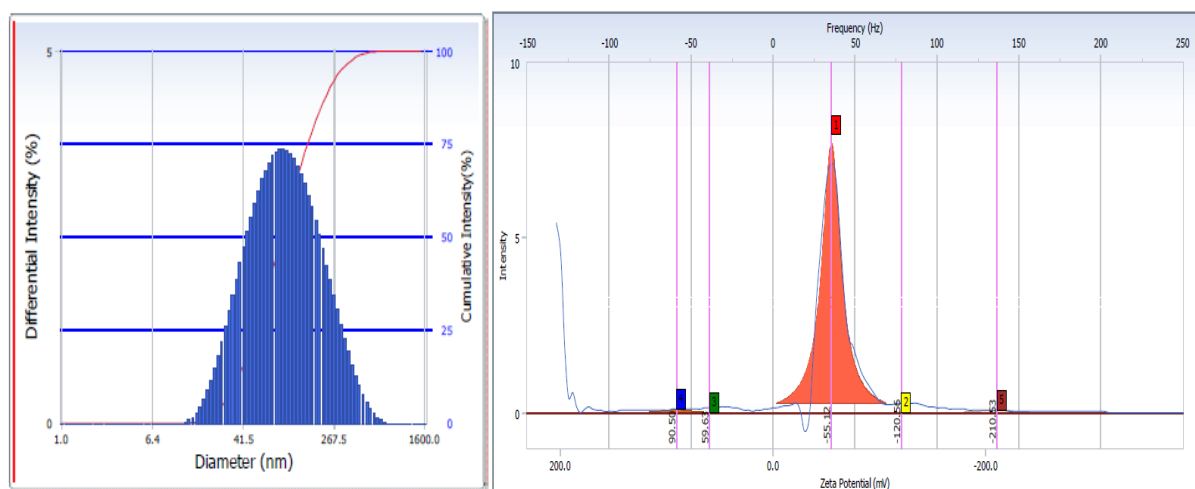 Differential Intensity (%)
5
0
100
75
50
25
0
Cumulative Intensity(%)
1.0 6.4 41.5 267.5 1600.0
Diameter (nm)
Frequency (Hz)
-150 -100 -50 0 50 100 150 200 250
10
5
0
Intensity
1
4
3
2
5
90.50 59.63 -55.12 -120.56 -210.53
200.0 0.0 -200.0
Zeta Potential (mV)